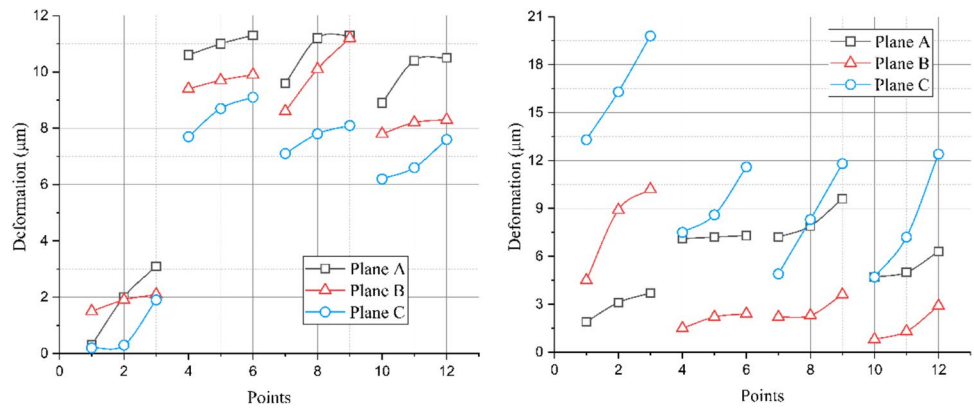 12
10
8
6
4
2
0
Deformation (μm)
0 2 4 6 8 10 12
Points
Plane A
Plane B
Plane C
21
18
15
12
9
6
3
0
Deformation (μm)
0 2 4 6 8 10 12
Points
Plane A
Plane B
Plane C